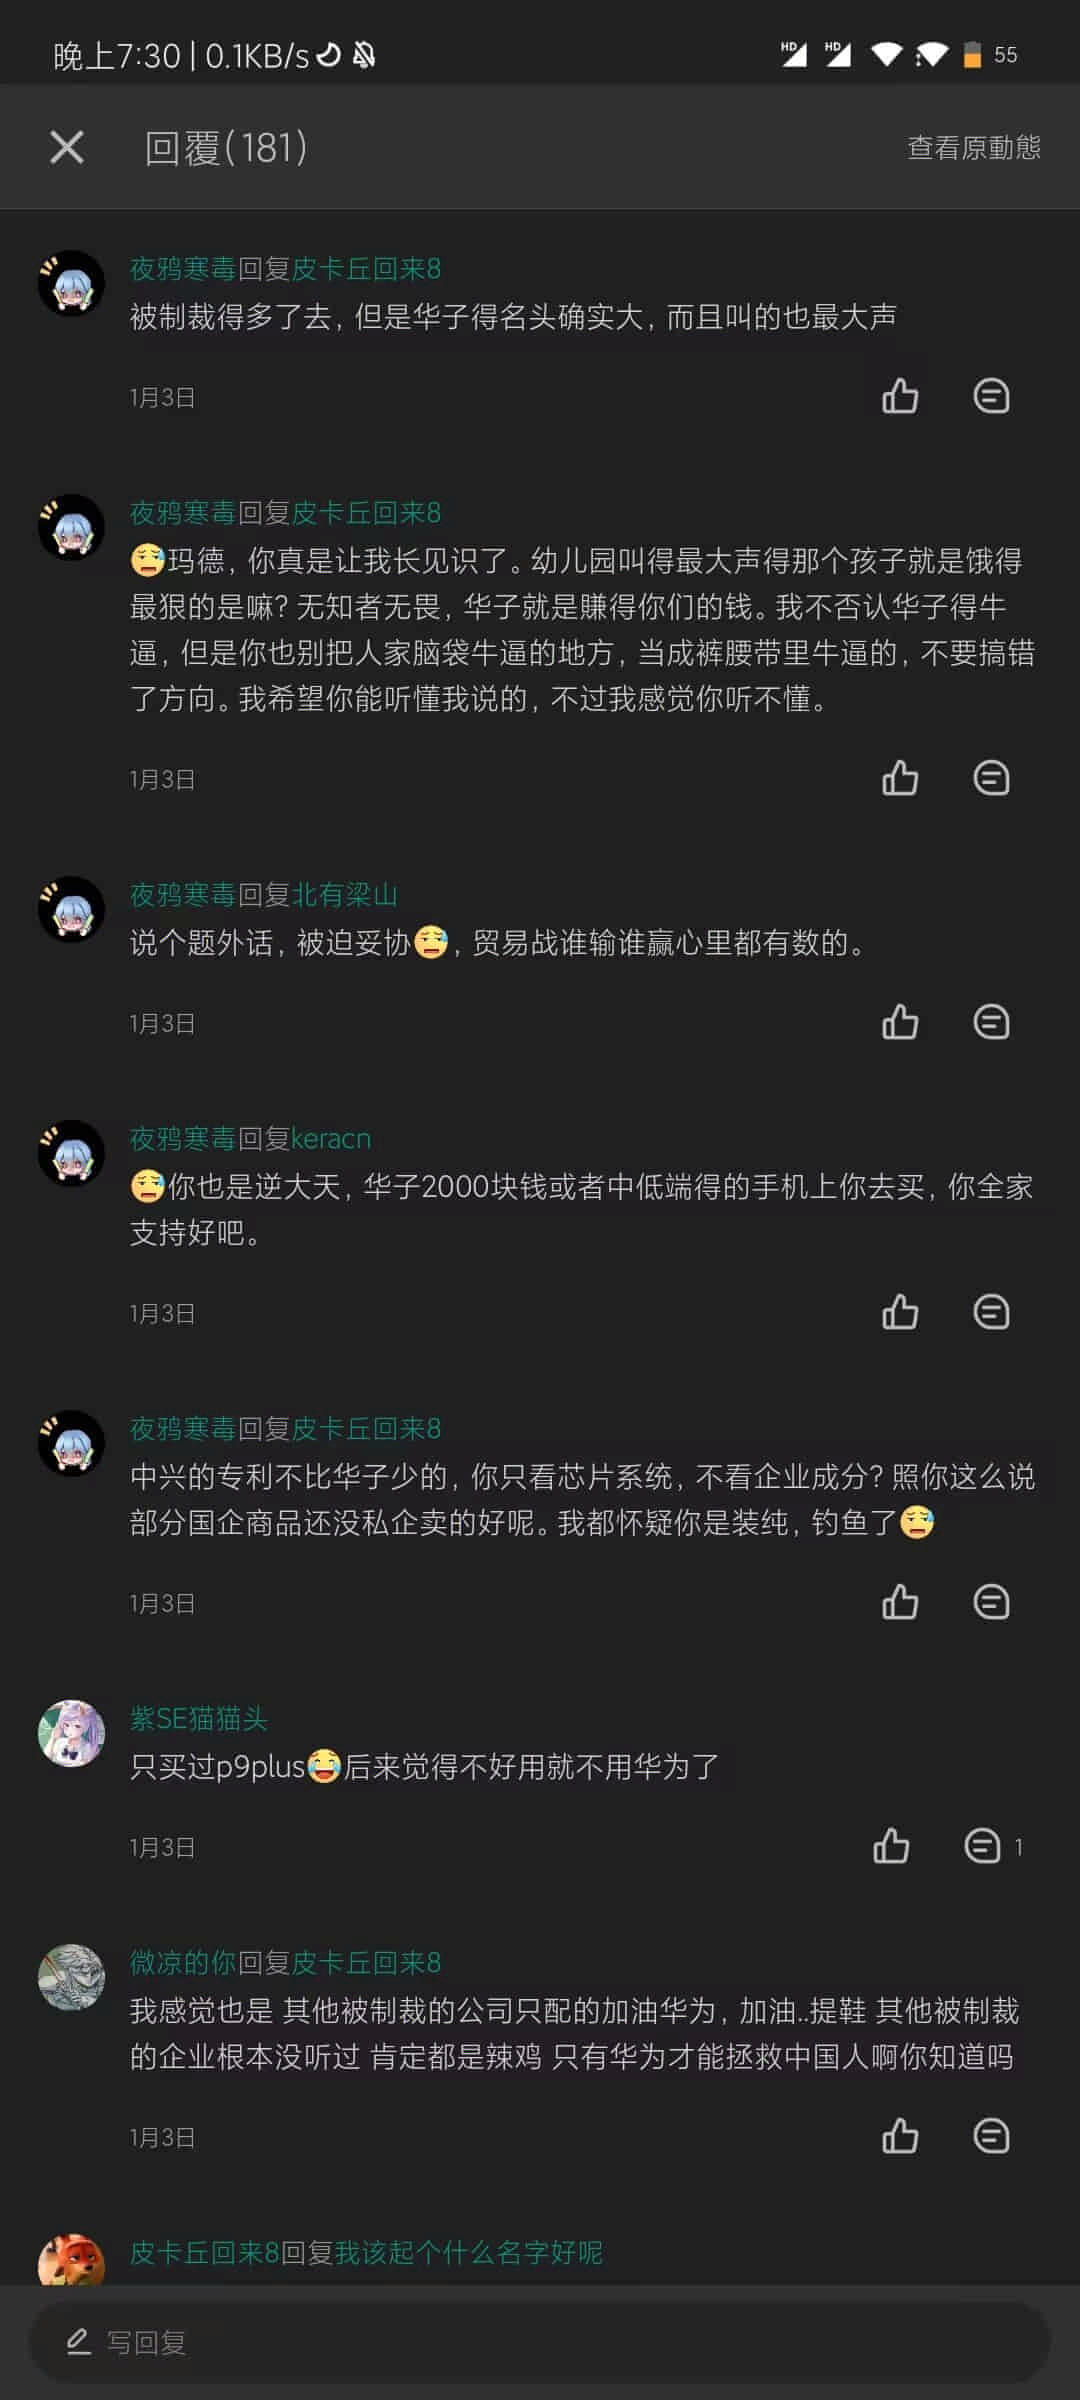 晚上7:30 | 0.1KB/s
HD HD 55
回覆(181)
查看原動態
夜鸦寒毒回复皮卡丘回来8
被制裁得多了去，但是华子得名头确实大，而且叫的也最大声
1月3日
夜鸦寒毒回复皮卡丘回来8
😅玛德，你真是让我长见识了。幼儿园叫得最大声得那个孩子就是饿得
最狠的是嘛？无知者无畏，华子就是赚得你们的钱。我不否认华子得牛
逼，但是你也别把人家脑袋牛逼的地方，当成裤腰带里牛逼的，不要搞错
了方向。我希望你能听懂我说的，不过我感觉你听不懂。
1月3日
夜鸦寒毒回复北有梁山
说个题外话，被迫妥协😅，贸易战谁输谁赢心里都有数的。
1月3日
夜鸦寒毒回复keracn
😅你也是逆大天，华子2000块钱或者中低端得的手机上你去买，你全家
支持好吧。
1月3日
夜鸦寒毒回复皮卡丘回来8
中兴的专利不比华子少的，你只看芯片系统，不看企业成分？照你这么说
部分国企商品还没私企卖的好呢。我都怀疑你是装纯，钓鱼了😅
1月3日
紫SE猫猫头
只买过p9plus😂后来觉得不好用就不用华为了
1月3日
1
微凉的你回复皮卡丘回来8
我感觉也是 其他被制裁的公司只配的加油华为，加油..提鞋 其他被制裁
的企业根本没听过 肯定都是辣鸡 只有华为才能拯救中国人啊你知道吗
1月3日
皮卡丘回来8回复我该起个什么名字好呢
写回复